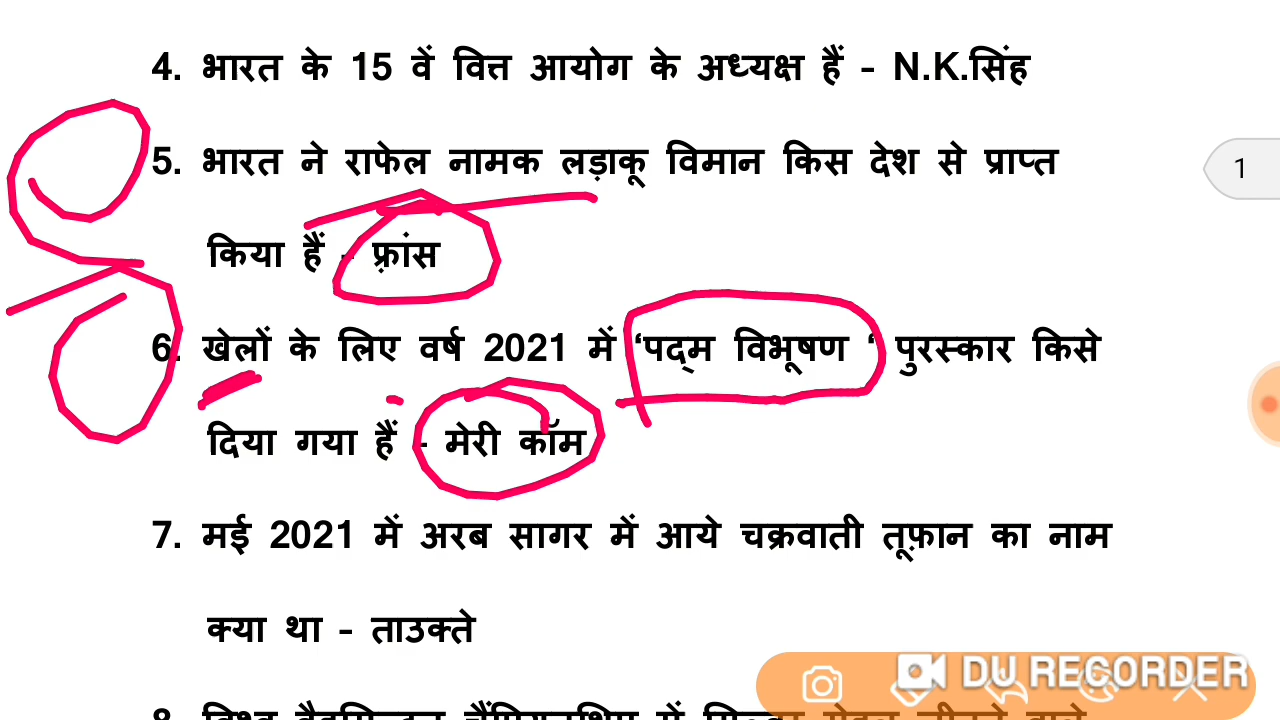 4. भारत के 15 वें वित्त आयोग के अध्यक्ष हैं - N.K.सिंह
5. भारत ने राफेल नामक लड़ाकू विमान किस देश से प्राप्त
किया हैं - फ़्रांस
6. खेलों के लिए वर्ष 2021 में ‘पद्म विभूषण ‘ पुरस्कार किसे
दिया गया हैं - मेरी कॉम
7. मई 2021 में अरब सागर में आये चक्रवाती तूफ़ान का नाम
क्या था - ताउक्ते
1
DU RECORDER